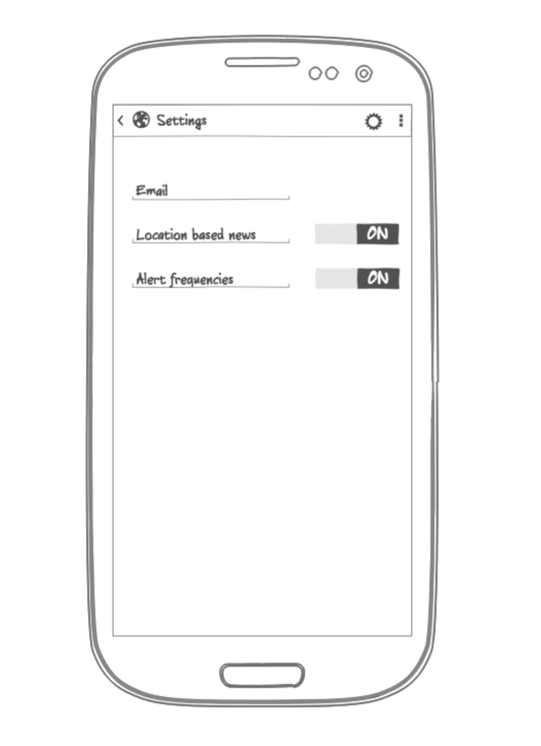 Settings
Email
Location based news ON
Alert frequencies ON